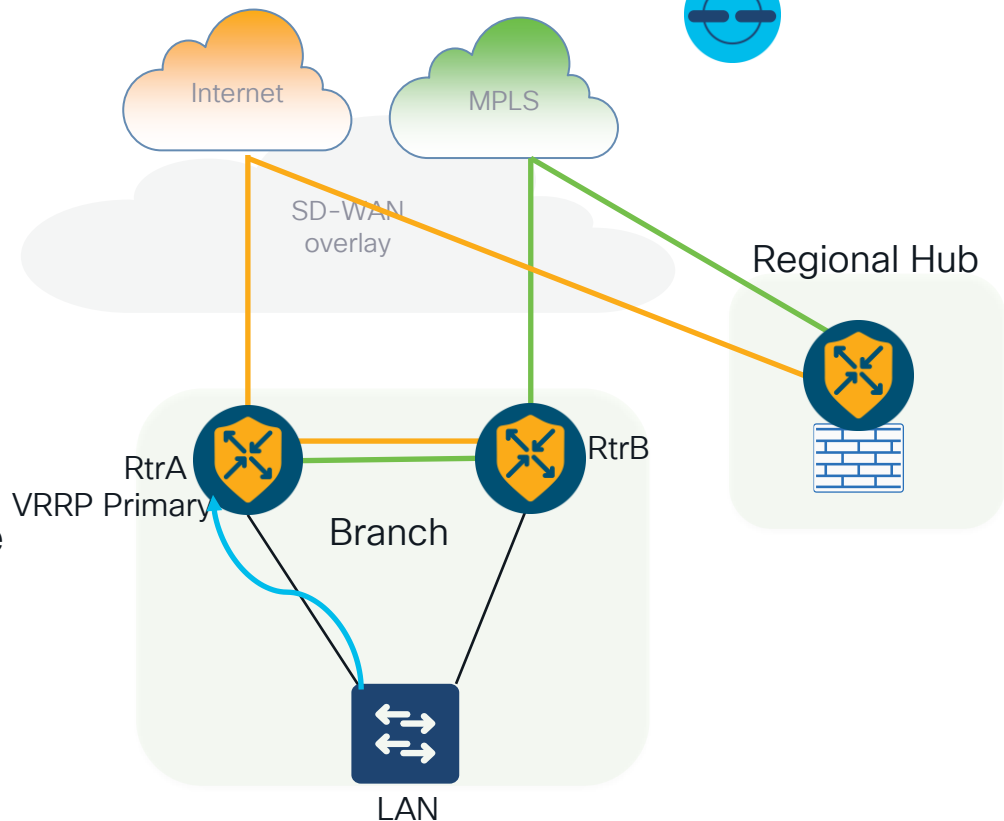 Internet
MPLS
SD-WAN
overlay
Regional Hub
RtrA
VRRP Primary
RtrB
Branch
LAN